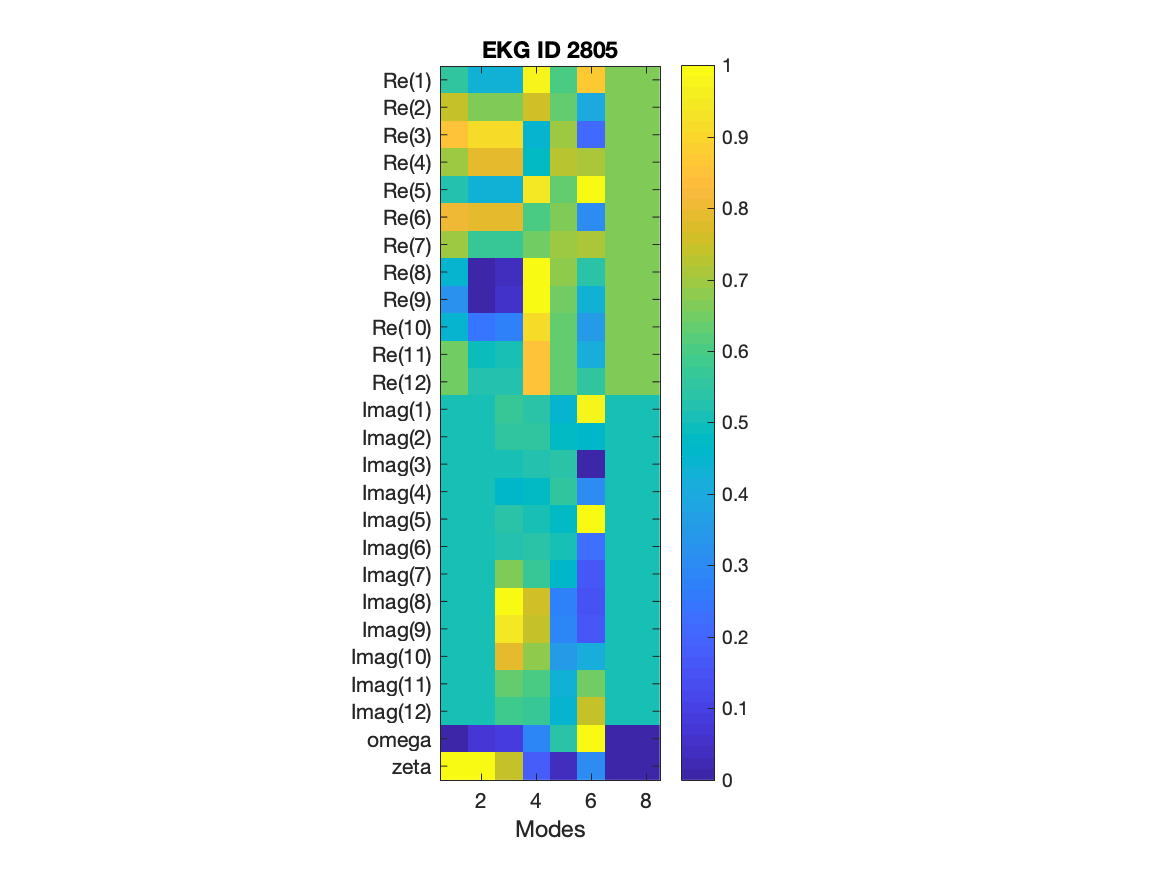 EKG ID 2805
Re(1)
Re(2)
Re(3)
Re(4)
Re(5)
Re(6)
Re(7)
Re(8)
Re(9)
Re(10)
Re(11)
Re(12)
Imag(1)
Imag(2)
Imag(3)
Imag(4)
Imag(5)
Imag(6)
Imag(7)
Imag(8)
Imag(9)
Imag(10)
Imag(11)
Imag(12)
omega
zeta
2 4 6 8
Modes
1
0.9
0.8
0.7
0.6
0.5
0.4
0.3
0.2
0.1
0